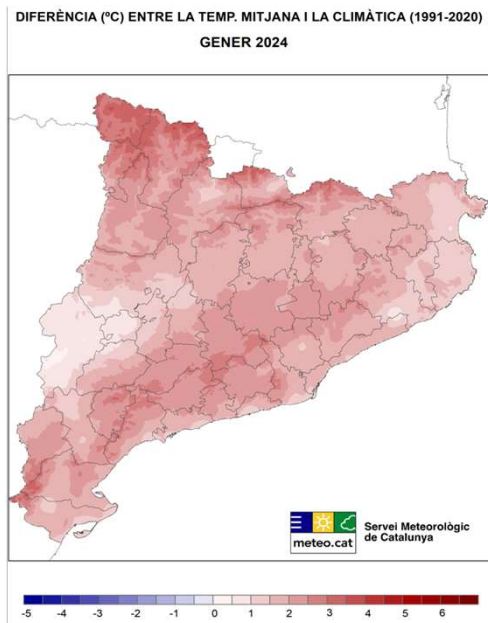 DIFERÈNCIA (ºC) ENTRE LA TEMP. MITJANA I LA CLIMÀTICA (1991-2020)
GENER 2024
meteo.cat
Servei Meteorològic
de Catalunya
-5 -4 -3 -2 -1 0 1 2 3 4 5 6